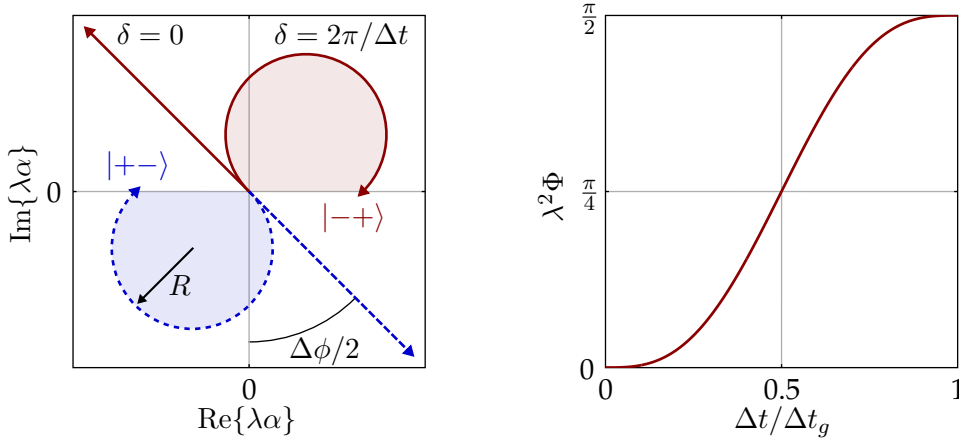 δ = 0
δ = 2π/Δt
|+−⟩
|−+⟩
R
Δϕ/2
0
0
Im{λα}
Re{λα}
π/2
π/4
0
λ²Φ
0
0.5
1
Δt/Δt_g